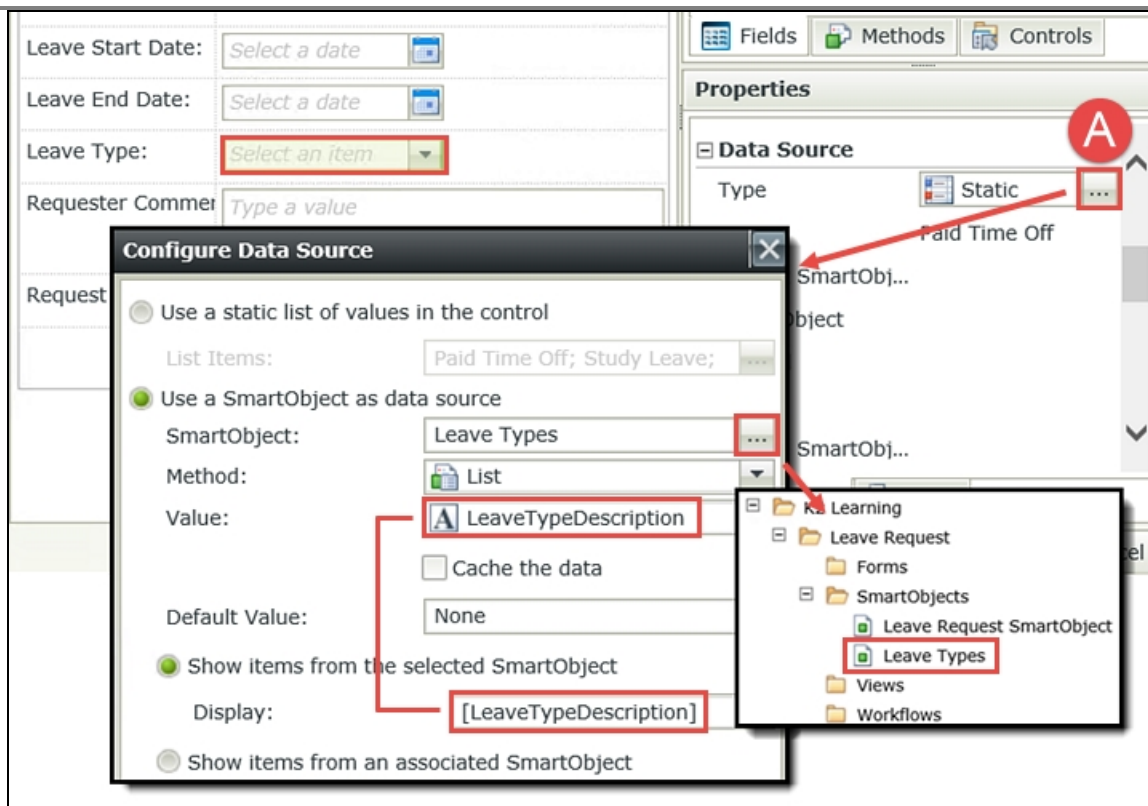 Leave Start Date: Select a date
Leave End Date: Select a date
Leave Type: Select an item
Requester Commer Type a value
Request
Fields Methods Controls
Properties
A
Data Source
Type Static ...
Paid Time Off
SmartObj...
bject
SmartObj...
cel
Configure Data Source
Use a static list of values in the control
List Items: Paid Time Off; Study Leave; ...
Use a SmartObject as data source
SmartObject: Leave Types ...
Method: List
Value: A LeaveTypeDescription
Cache the data
Default Value: None
Show items from the selected SmartObject
Display: [LeaveTypeDescription]
Show items from an associated SmartObject
K2 Learning
Leave Request
Forms
SmartObjects
Leave Request SmartObject
Leave Types
Views
Workflows